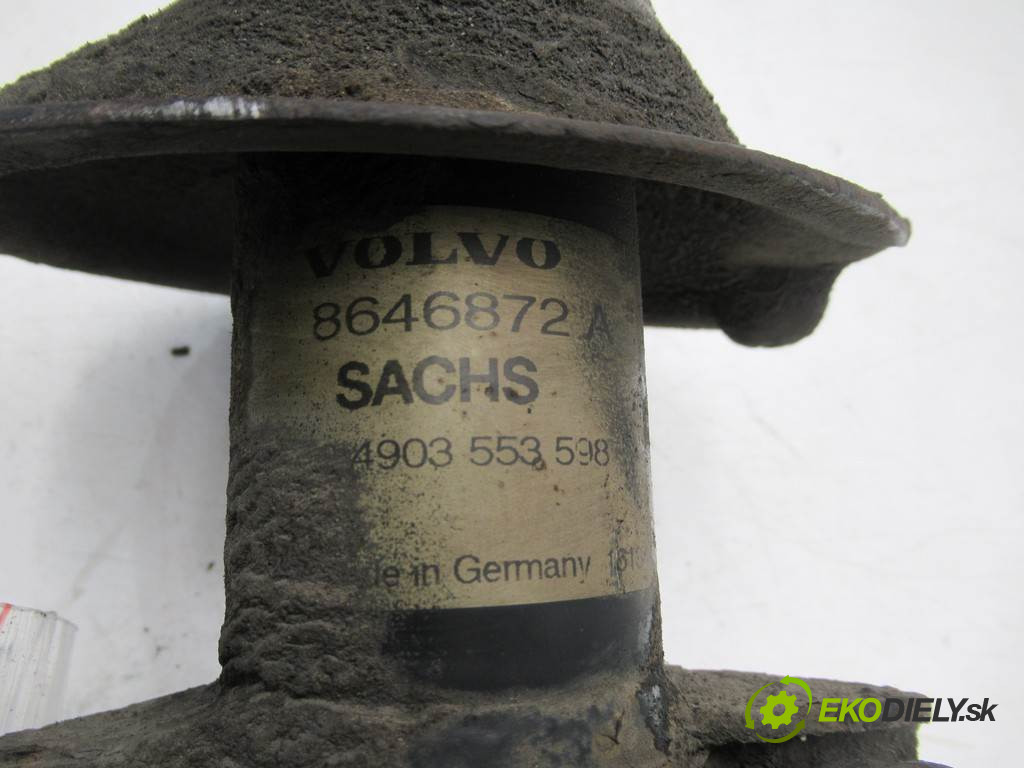 VOLVO
8646872 A
SACHS
4903 553 598
in Germany
EKODIELY.sk